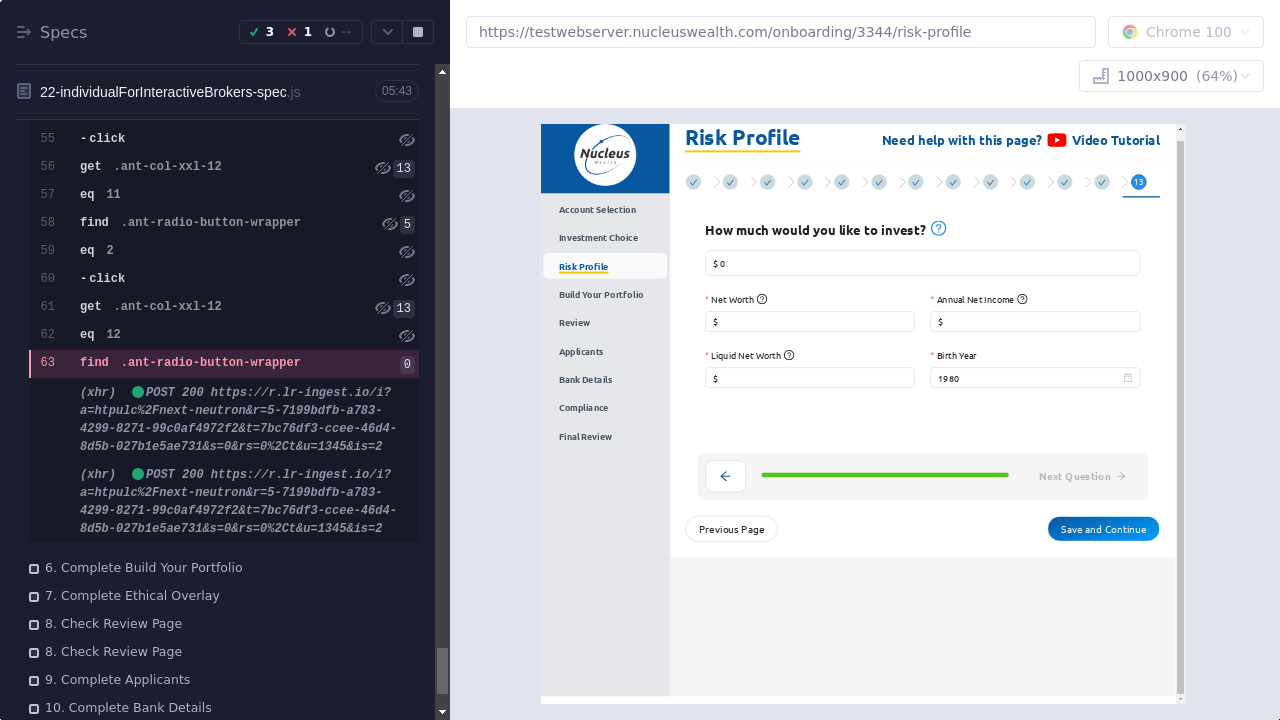 Specs
3
1
--
22-individualForInteractiveBrokers-spec.js
05:43
55 -click
56 get .ant-col-xxl-12 13
57 eq 11
58 find .ant-radio-button-wrapper 5
59 eq 2
60 -click
61 get .ant-col-xxl-12 13
62 eq 12
63 find .ant-radio-button-wrapper 0
(xhr) POST 200 https://r.lr-ingest.io/i?
a=htpulc%2Fnext-neutron&r=5-7199bdfb-a783-
4299-8271-99c0af4972f2&t=7bc76df3-ccee-46d4-
8d5b-027b1e5ae731&s=0&rs=0%2Ct&u=1345&is=2
(xhr) POST 200 https://r.lr-ingest.io/i?
a=htpulc%2Fnext-neutron&r=5-7199bdfb-a783-
4299-8271-99c0af4972f2&t=7bc76df3-ccee-46d4-
8d5b-027b1e5ae731&s=0&rs=0%2Ct&u=1345&is=2
6. Complete Build Your Portfolio
7. Complete Ethical Overlay
8. Check Review Page
8. Check Review Page
9. Complete Applicants
10. Complete Bank Details
https://testwebserver.nucleuswealth.com/onboarding/3344/risk-profile
Chrome 100
1000x900 (64%)
Nucleus
Wealth
Account Selection
Investment Choice
Risk Profile
Build Your Portfolio
Review
Applicants
Bank Details
Compliance
Final Review
Risk Profile
Need help with this page? Video Tutorial
13
How much would you like to invest?
$ 0
* Net Worth
* Annual Net Income
$
$
* Liquid Net Worth
* Birth Year
$
1980
Next Question
Previous Page
Save and Continue